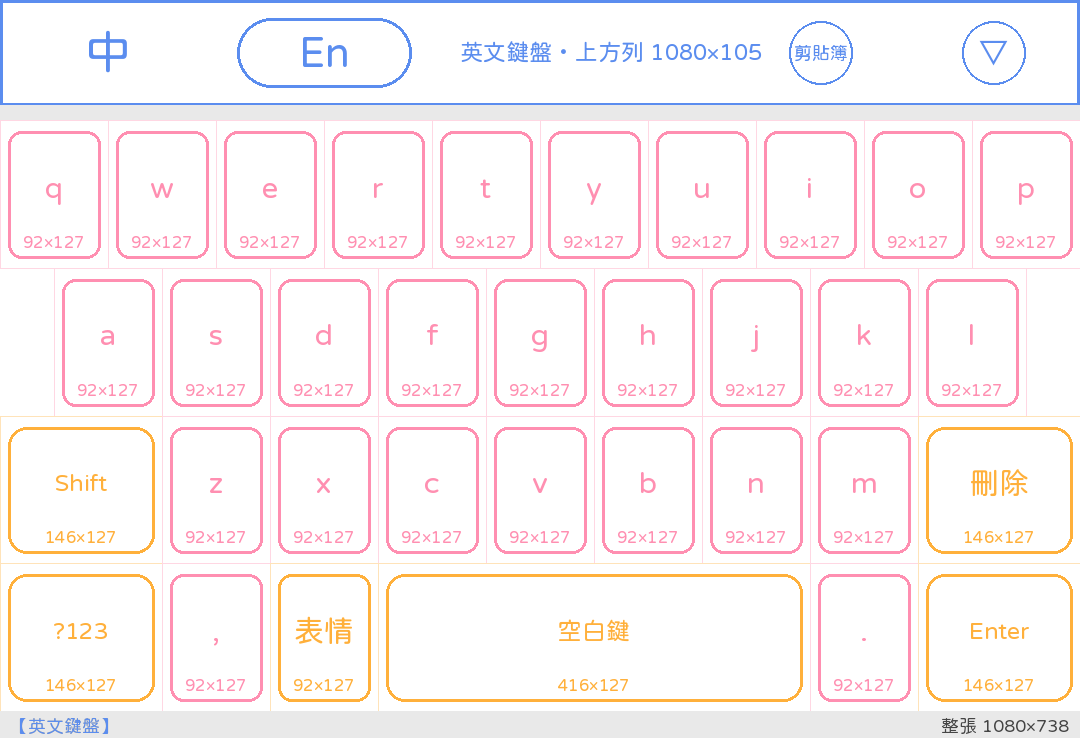 中 En 英文鍵盤・上方列 1080×105 剪貼簿 ▽
q w e r t y u i o p
92×127 92×127 92×127 92×127 92×127 92×127 92×127 92×127 92×127 92×127
a s d f g h j k l
92×127 92×127 92×127 92×127 92×127 92×127 92×127 92×127 92×127
Shift z x c v b n m 刪除
146×127 92×127 92×127 92×127 92×127 92×127 92×127 92×127 146×127
?123 , 表情 空白鍵 . Enter
146×127 92×127 92×127 416×127 92×127 146×127
【英文鍵盤】 整張 1080×738